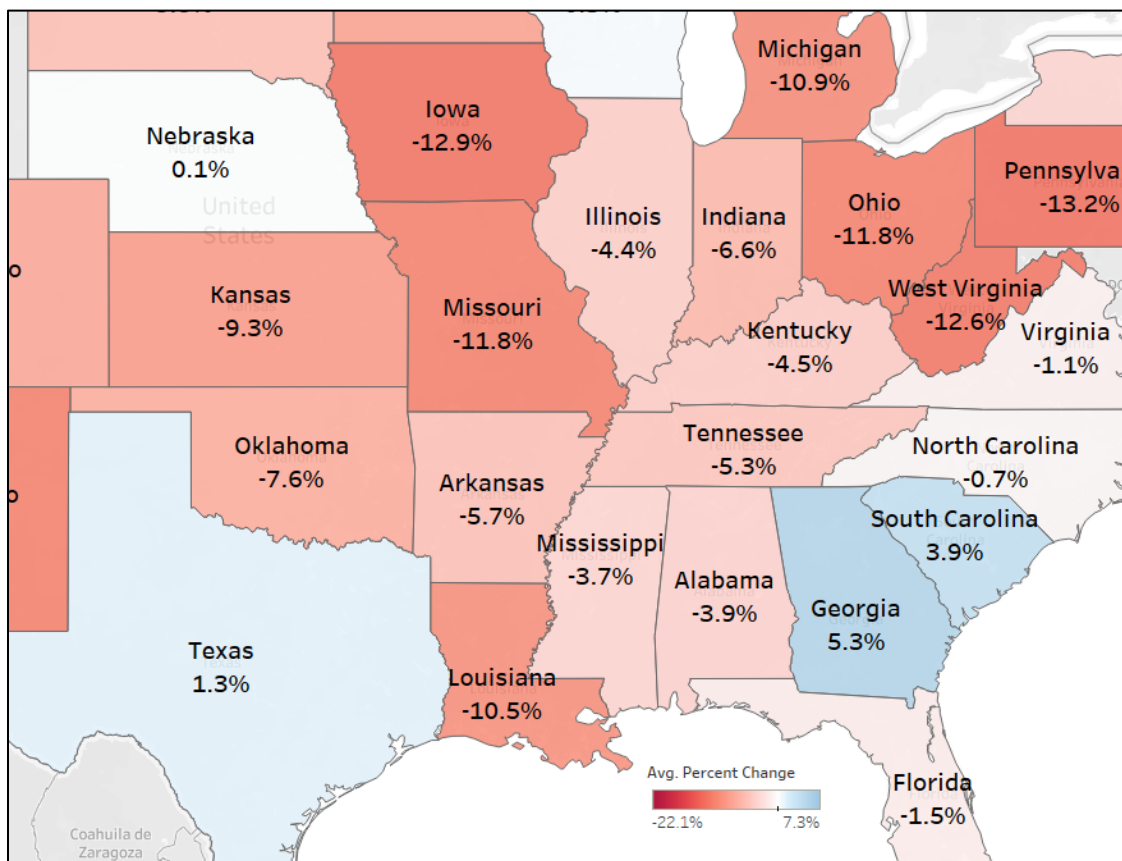 Michigan
-10.9%
Iowa
-12.9%
Nebraska
0.1%
Pennsylva
-13.2%
United
States
Illinois
-4.4%
Indiana
-6.6%
Ohio
-11.8%
o
Kansas
-9.3%
Missouri
-11.8%
West Virginia
-12.6%
Kentucky
-4.5%
Virginia
-1.1%
Oklahoma
-7.6%
Arkansas
-5.7%
Tennessee
-5.3%
North Carolina
-0.7%
o
South Carolina
3.9%
Mississippi
-3.7%
Alabama
-3.9%
Georgia
5.3%
Texas
1.3%
Louisiana
-10.5%
Florida
-1.5%
Avg. Percent Change
-22.1%
7.3%
Coahuila de
Zaragoza